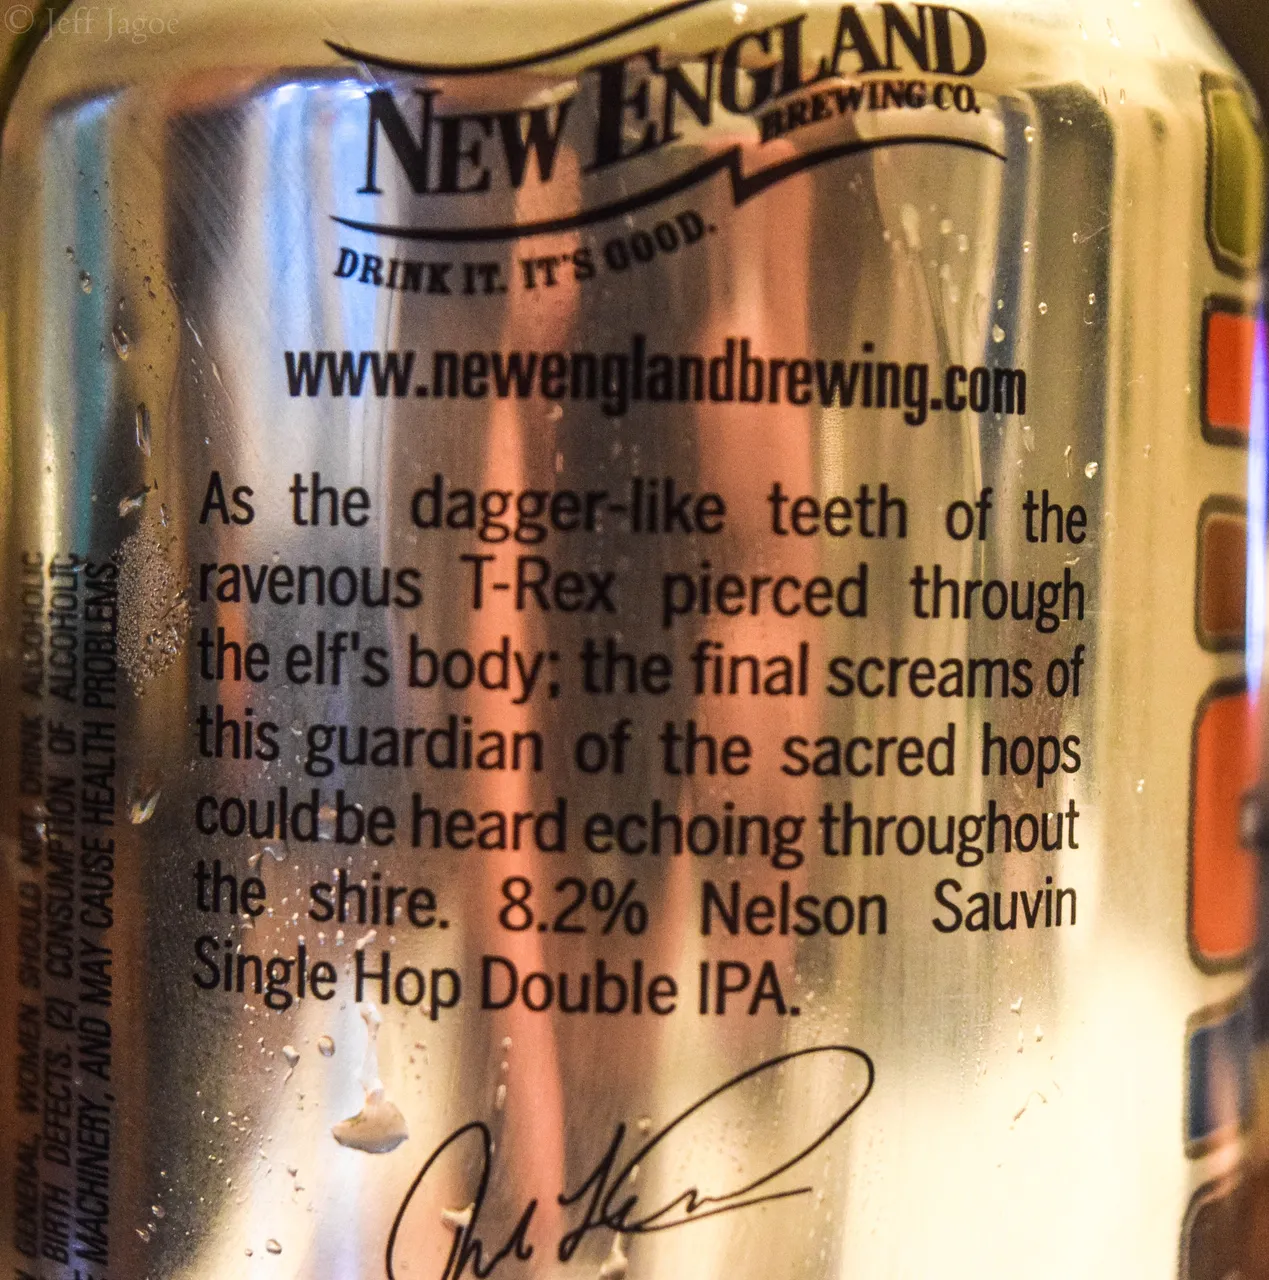 © Jeff Jagoe
NEW ENGLAND
BREWING CO.
DRINK IT. IT'S GOOD.
www.newenglandbrewing.com
As the dagger-like teeth of the
ravenous T-Rex pierced through
the elf's body; the final screams of
this guardian of the sacred hops
could be heard echoing throughout
the shire. 8.2% Nelson Sauvin
Single Hop Double IPA.
GENERAL, WOMEN SHOULD NOT DRINK ALCOHOLIC
BIRTH DEFECTS. (2) CONSUMPTION OF ALCOHOLIC
MACHINERY, AND MAY CAUSE HEALTH PROBLEMS.